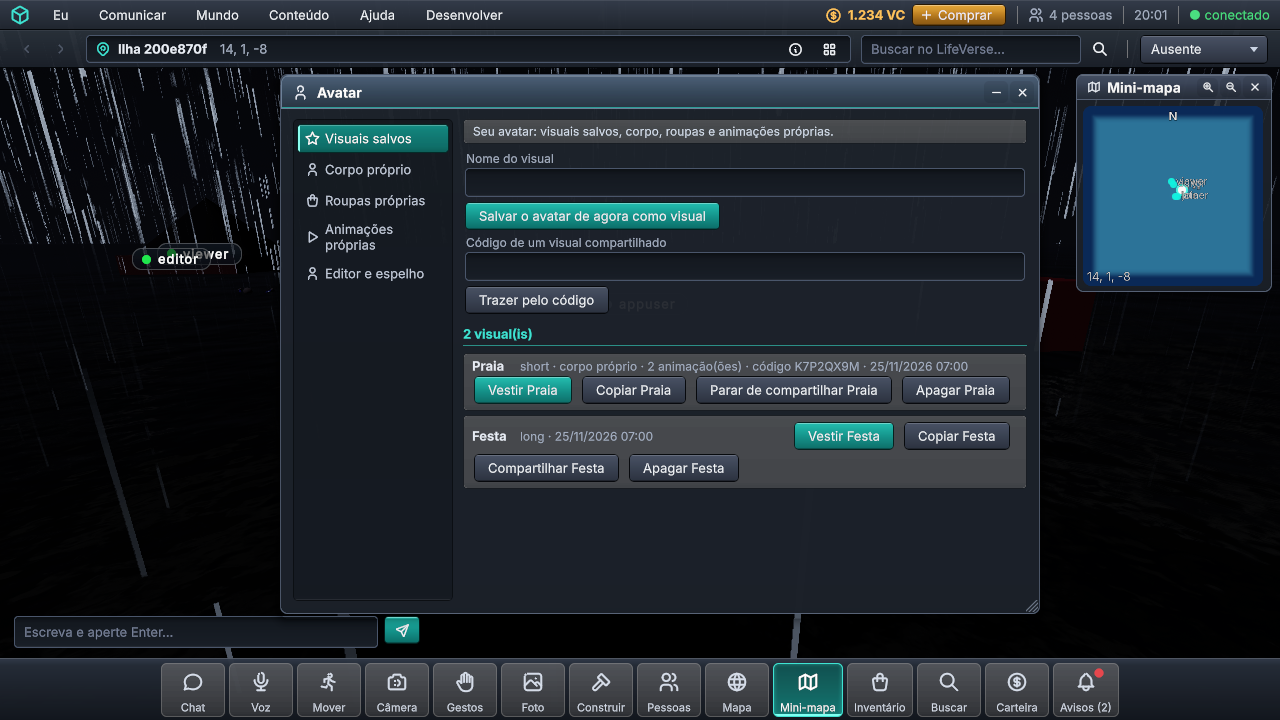 Eu Comunicar Mundo Conteúdo Ajuda Desenvolver 1.234 VC + Comprar 4 pessoas 20:01 conectado
Ilha 200e870f 14, 1, -8 Buscar no LifeVerse... Ausente
Avatar
Mini-mapa
N
viewer
14, 1, -8
viewer
editor
Visuais salvos
Corpo próprio
Roupas próprias
Animações
próprias
Editor e espelho
Seu avatar: visuais salvos, corpo, roupas e animações próprias.
Nome do visual
Salvar o avatar de agora como visual
Código de um visual compartilhado
Trazer pelo código
appuser
2 visual(is)
Praia short · corpo próprio · 2 animação(ões) · código K7P2QX9M · 25/11/2026 07:00
Vestir Praia Copiar Praia Parar de compartilhar Praia Apagar Praia
Festa long · 25/11/2026 07:00 Vestir Festa Copiar Festa
Compartilhar Festa Apagar Festa
Escreva e aperte Enter...
Chat Voz Mover Câmera Gestos Foto Construir Pessoas Mapa Mini-mapa Inventário Buscar Carteira Avisos (2)